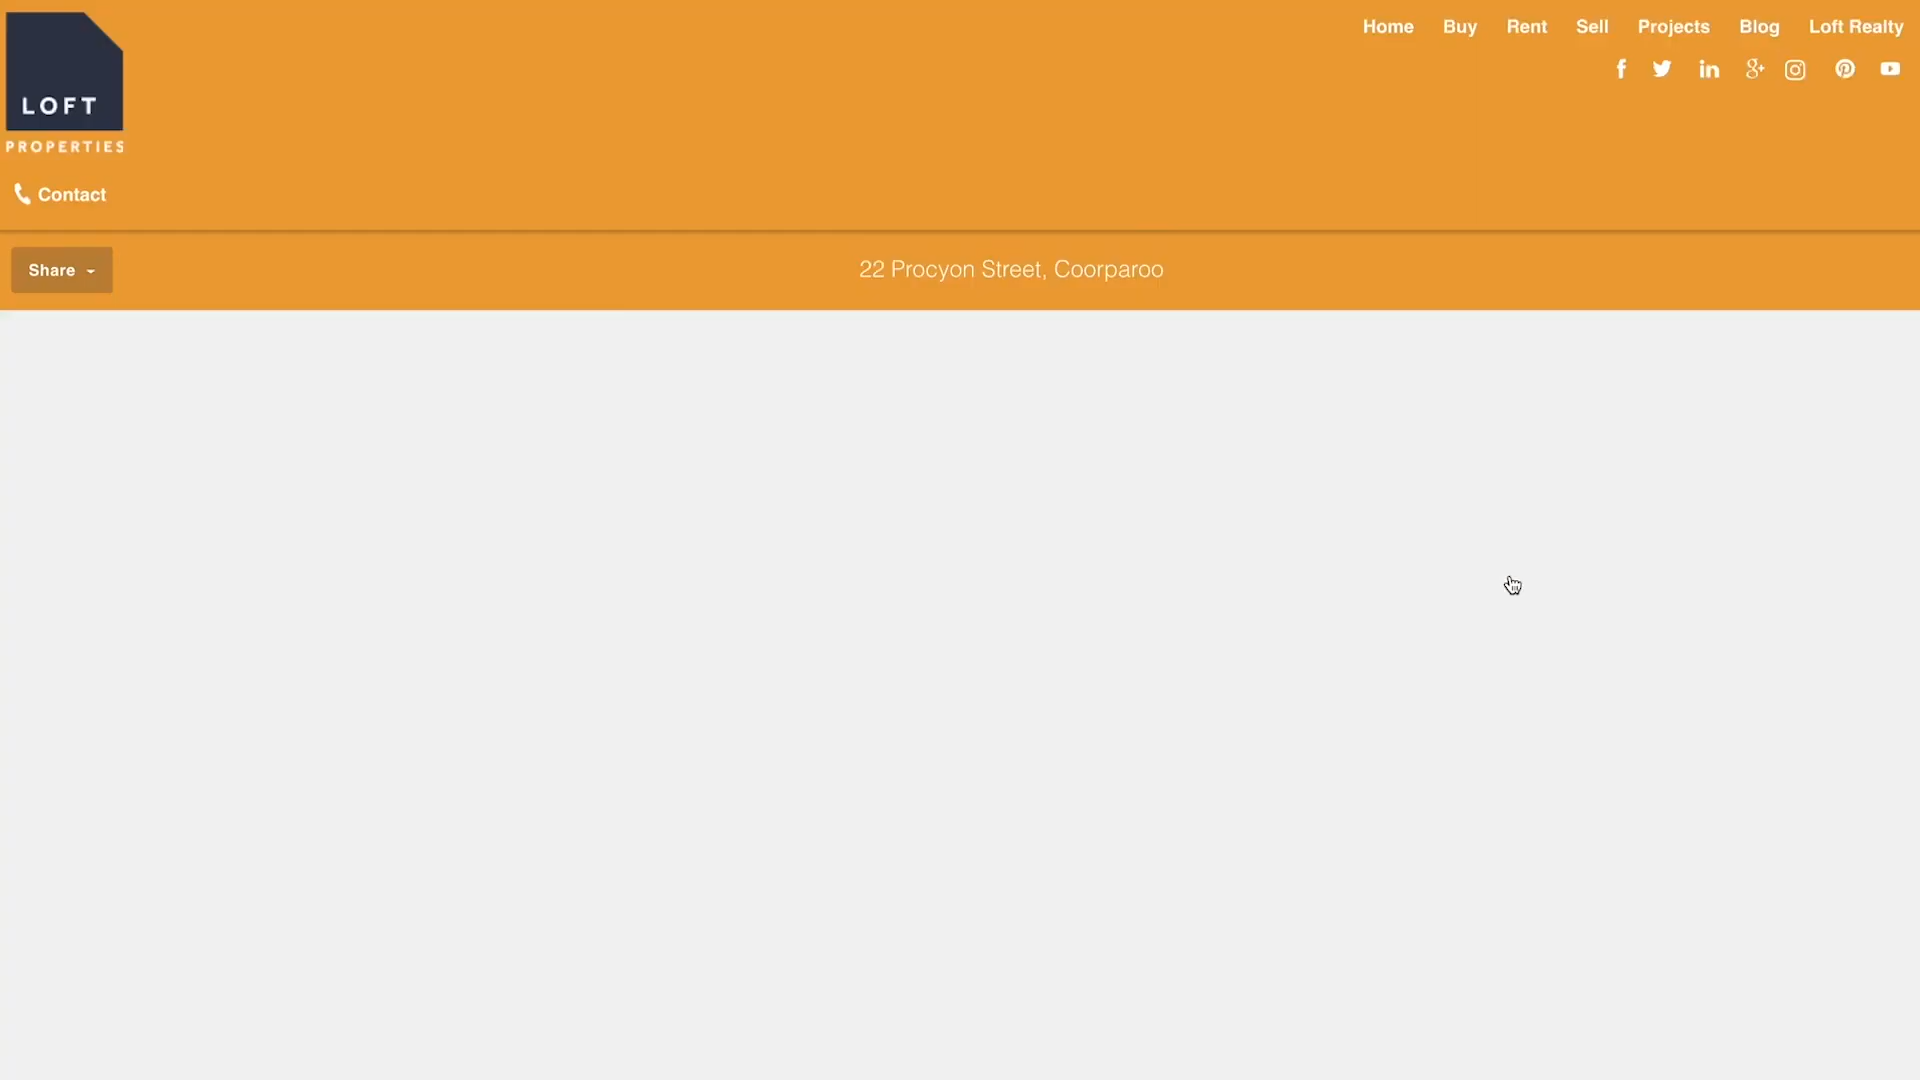 Home Buy Rent Sell Projects Blog Loft Realty
LOFT
PROPERTIES
Contact
Share
22 Procyon Street, Coorparoo